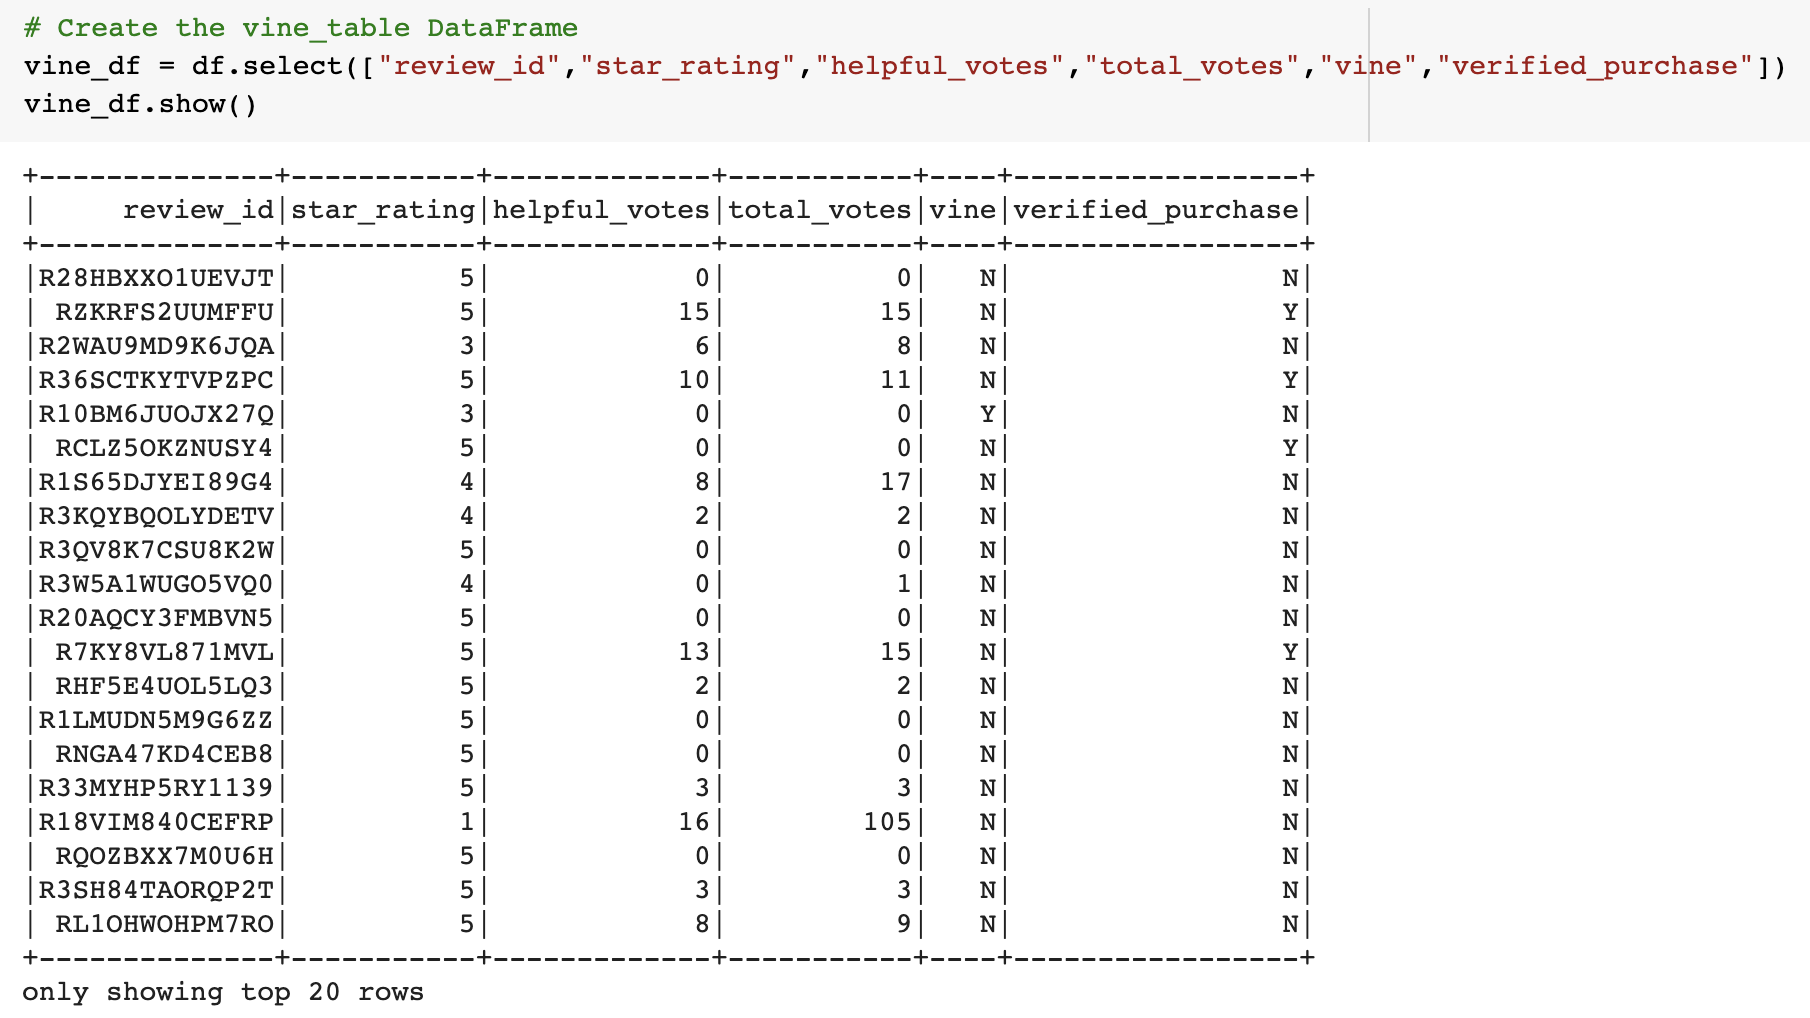 # Create the vine_table DataFrame
vine_df = df.select(["review_id","star_rating","helpful_votes","total_votes","vine","verified_purchase"])
vine_df.show()
+--------------+-----------+-------------+-----------+----+-----------------+
|     review_id|star_rating|helpful_votes|total_votes|vine|verified_purchase|
+--------------+-----------+-------------+-----------+----+-----------------+
|R28HBXXO1UEVJT|          5|            0|          0|   N|                N|
| RZKRFS2UUMFFU|          5|           15|         15|   N|                Y|
|R2WAU9MD9K6JQA|          3|            6|          8|   N|                N|
|R36SCTKYTVPZPC|          5|           10|         11|   N|                Y|
|R10BM6JUOJX27Q|          3|            0|          0|   Y|                N|
| RCLZ5OKZNUSY4|          5|            0|          0|   N|                Y|
|R1S65DJYEI89G4|          4|            8|         17|   N|                N|
|R3KQYBQOLYDETV|          4|            2|          2|   N|                N|
|R3QV8K7CSU8K2W|          5|            0|          0|   N|                N|
|R3W5A1WUGO5VQ0|          4|            0|          1|   N|                N|
|R20AQCY3FMBVN5|          5|            0|          0|   N|                N|
| R7KY8VL871MVL|          5|           13|         15|   N|                Y|
| RHF5E4UOL5LQ3|          5|            2|          2|   N|                N|
|R1LMUDN5M9G6ZZ|          5|            0|          0|   N|                N|
| RNGA47KD4CEB8|          5|            0|          0|   N|                N|
|R33MYHP5RY1139|          5|            3|          3|   N|                N|
|R18VIM840CEFRP|          1|           16|        105|   N|                N|
| RQOZBXX7M0U6H|          5|            0|          0|   N|                N|
|R3SH84TAORQP2T|          5|            3|          3|   N|                N|
| RL1OHWOHPM7RO|          5|            8|          9|   N|                N|
+--------------+-----------+-------------+-----------+----+-----------------+
only showing top 20 rows